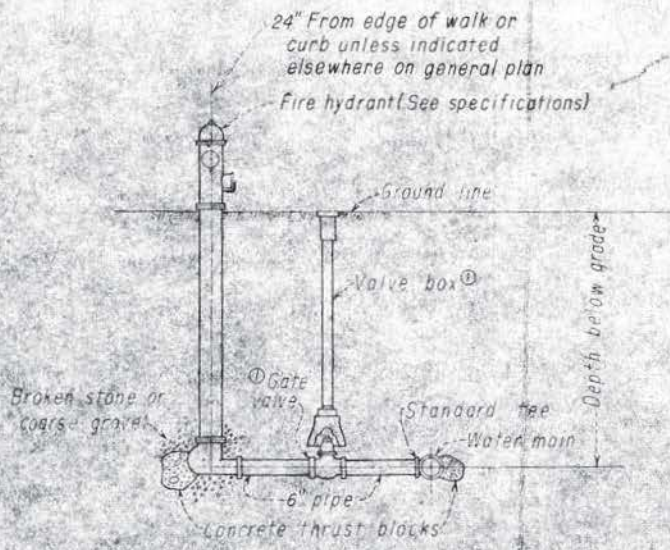 24" From edge of walk or
curb unless indicated
elsewhere on general plan
Fire hydrant (See specifications)
Ground line
Valve box ①
Depth below grade
① Gate
valve
Broken stone or
coarse gravel
Standard tee
Water main
6" pipe
Concrete thrust blocks